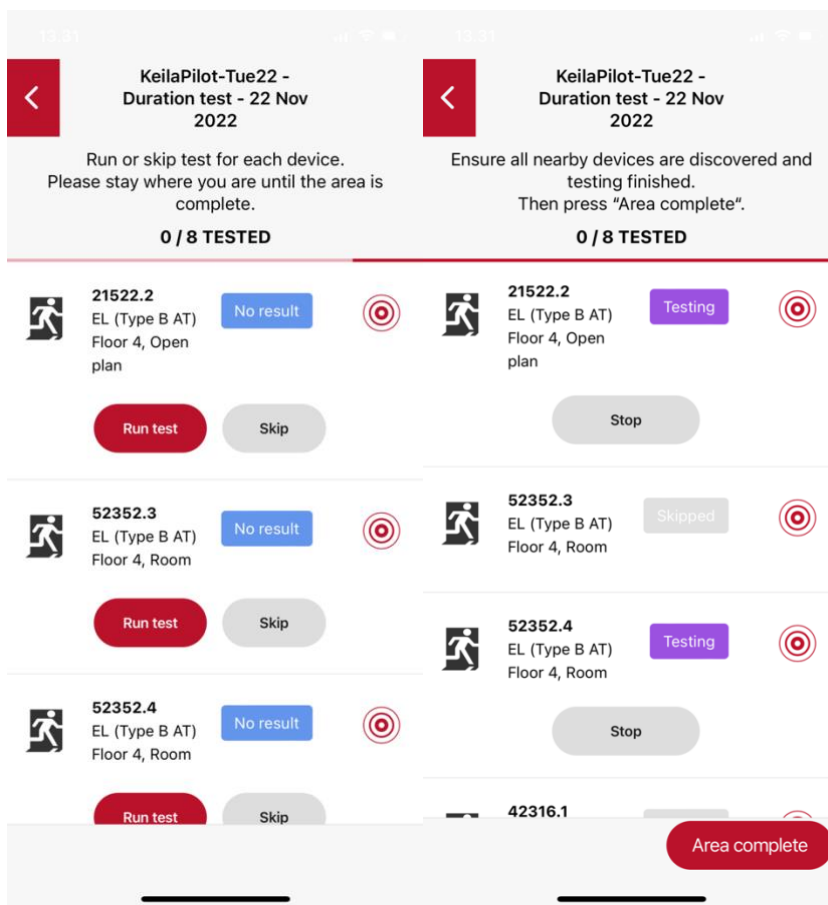 13.31
KeilaPilot-Tue22 -
Duration test - 22 Nov
2022
Run or skip test for each device.
Please stay where you are until the area is
complete.
0 / 8 TESTED
21522.2
EL (Type B AT)
Floor 4, Open
plan
No result
Run test
Skip
52352.3
EL (Type B AT)
Floor 4, Room
No result
Run test
Skip
52352.4
EL (Type B AT)
Floor 4, Room
No result
Run test
Skip
13.31
KeilaPilot-Tue22 -
Duration test - 22 Nov
2022
Ensure all nearby devices are discovered and
testing finished.
Then press “Area complete“.
0 / 8 TESTED
21522.2
EL (Type B AT)
Floor 4, Open
plan
Testing
Stop
52352.3
EL (Type B AT)
Floor 4, Room
Skipped
52352.4
EL (Type B AT)
Floor 4, Room
Testing
Stop
42316.1
Area complete